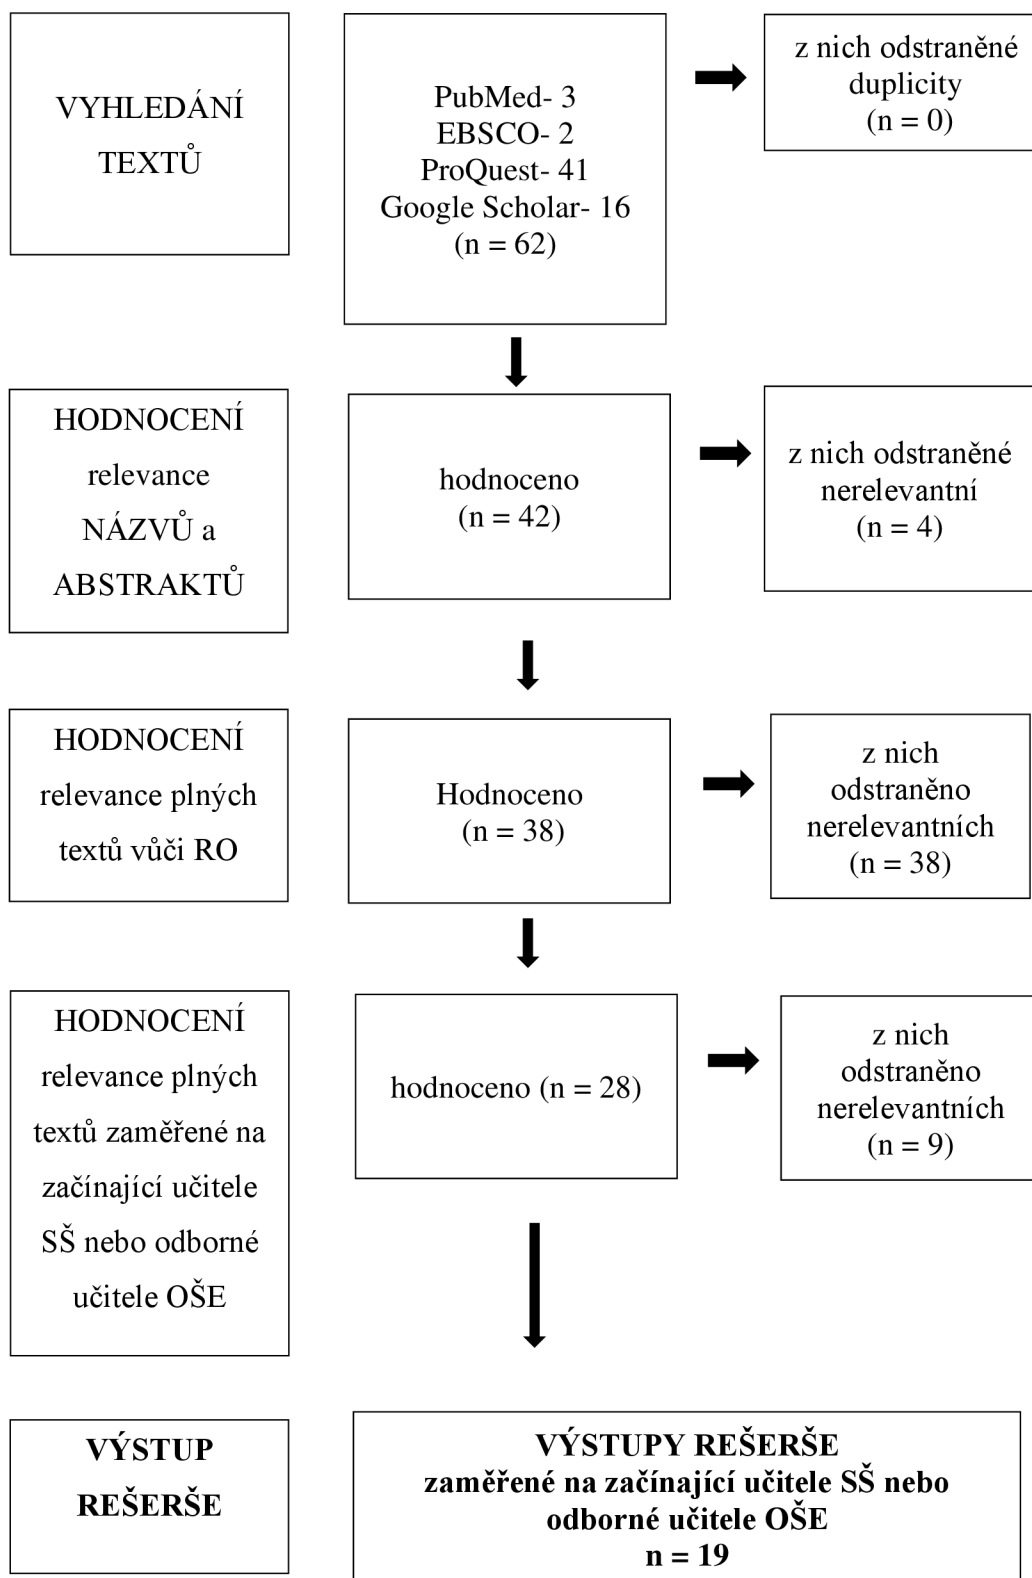 VYHLEDÁNÍ
TEXTŮ
PubMed- 3
EBSCO- 2
ProQuest- 41
Google Scholar- 16
(n = 62)
z nich odstraněné
duplicity
(n = 0)
HODNOCENÍ
relevance
NÁZVŮ a
ABSTRAKTŮ
hodnoceno
(n = 42)
z nich odstraněné
nerelevantní
(n = 4)
HODNOCENÍ
relevance plných
textů vůči RO
Hodnoceno
(n = 38)
z nich
odstraněno
nerelevantních
(n = 38)
HODNOCENÍ
relevance plných
textů zaměřené na
začínající učitele
SŠ nebo odborné
učitele OŠE
hodnoceno (n = 28)
z nich
odstraněno
nerelevantních
(n = 9)
VÝSTUP
REŠERŠE
VÝSTUPY REŠERŠE
zaměřené na začínající učitele SŠ nebo
odborné učitele OŠE
n = 19